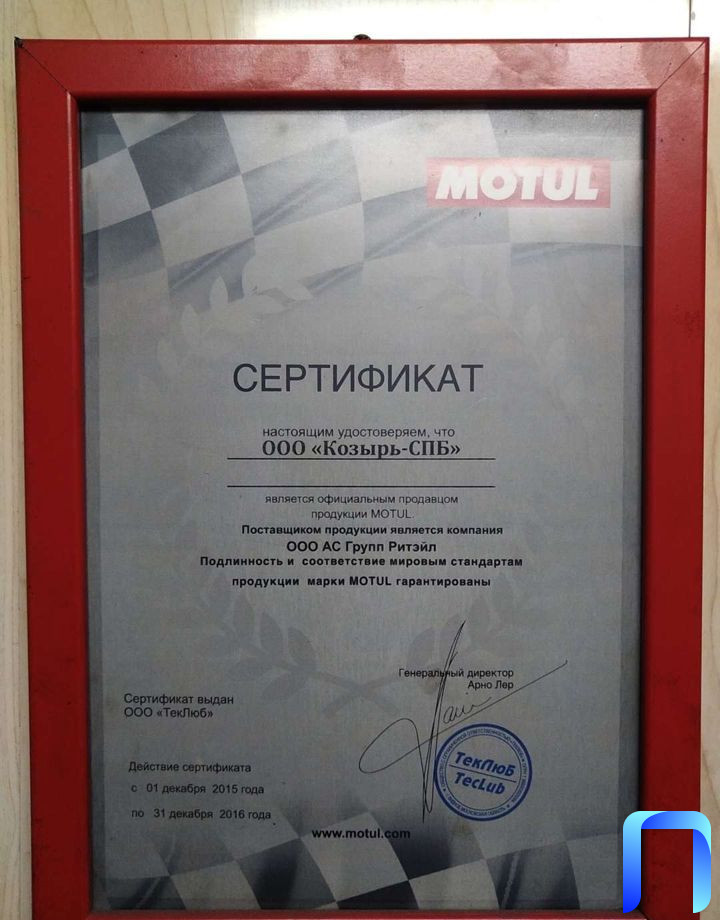 MOTUL
СЕРТИФИКАТ
настоящим удостоверяем, что
ООО «Козырь-СПБ»
является официальным продавцом
продукции MOTUL.
Поставщиком продукции является компания
ООО АС Групп Ритэйл
Подлинность и соответствие мировым стандартам
продукции марки MOTUL гарантированы
Генеральный директор
Арно Лер
Сертификат выдан
ООО «ТекЛюб»
ТекЛюБ
TecLub
Действие сертификата
с 01 декабря 2015 года
по 31 декабря 2016 года
www.motul.com